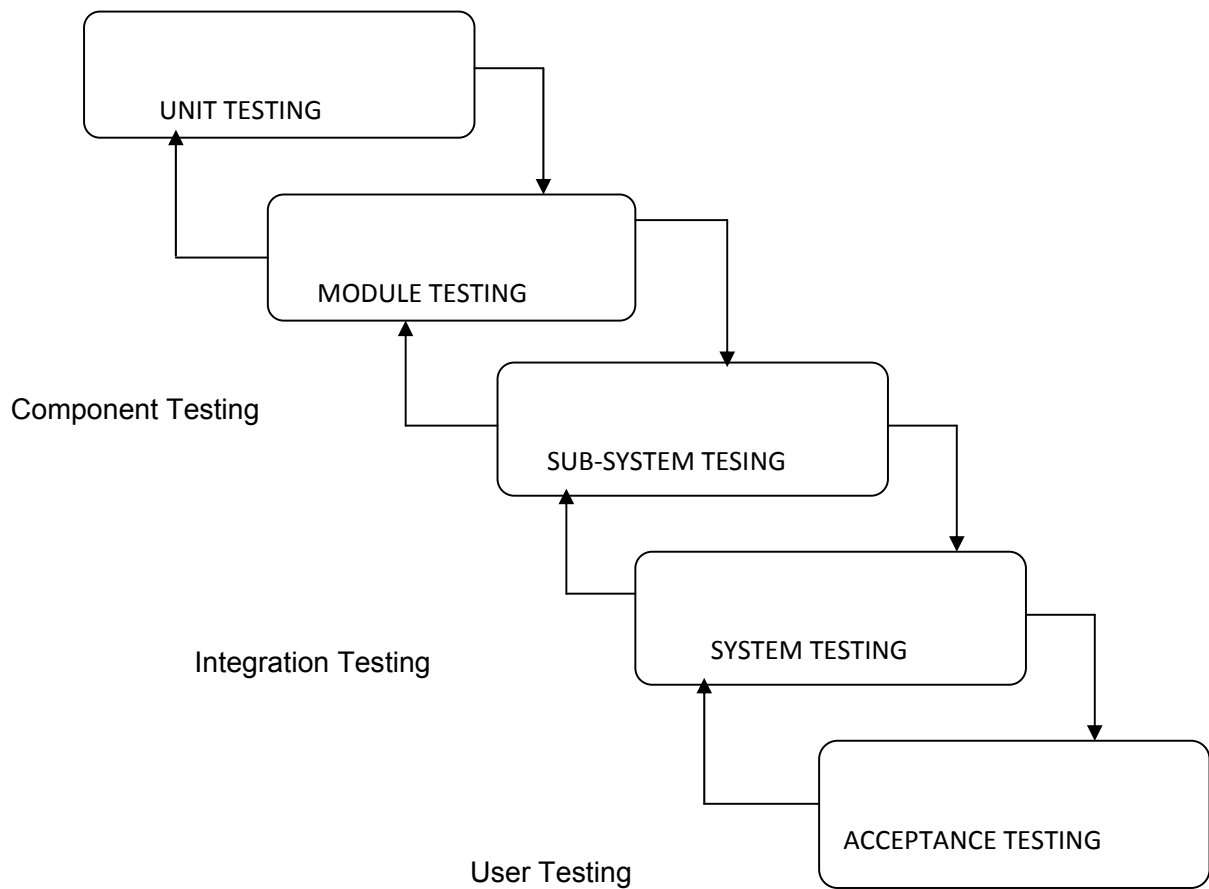 UNIT TESTING
MODULE TESTING
Component Testing
SUB-SYSTEM TESING
Integration Testing
SYSTEM TESTING
ACCEPTANCE TESTING
User Testing